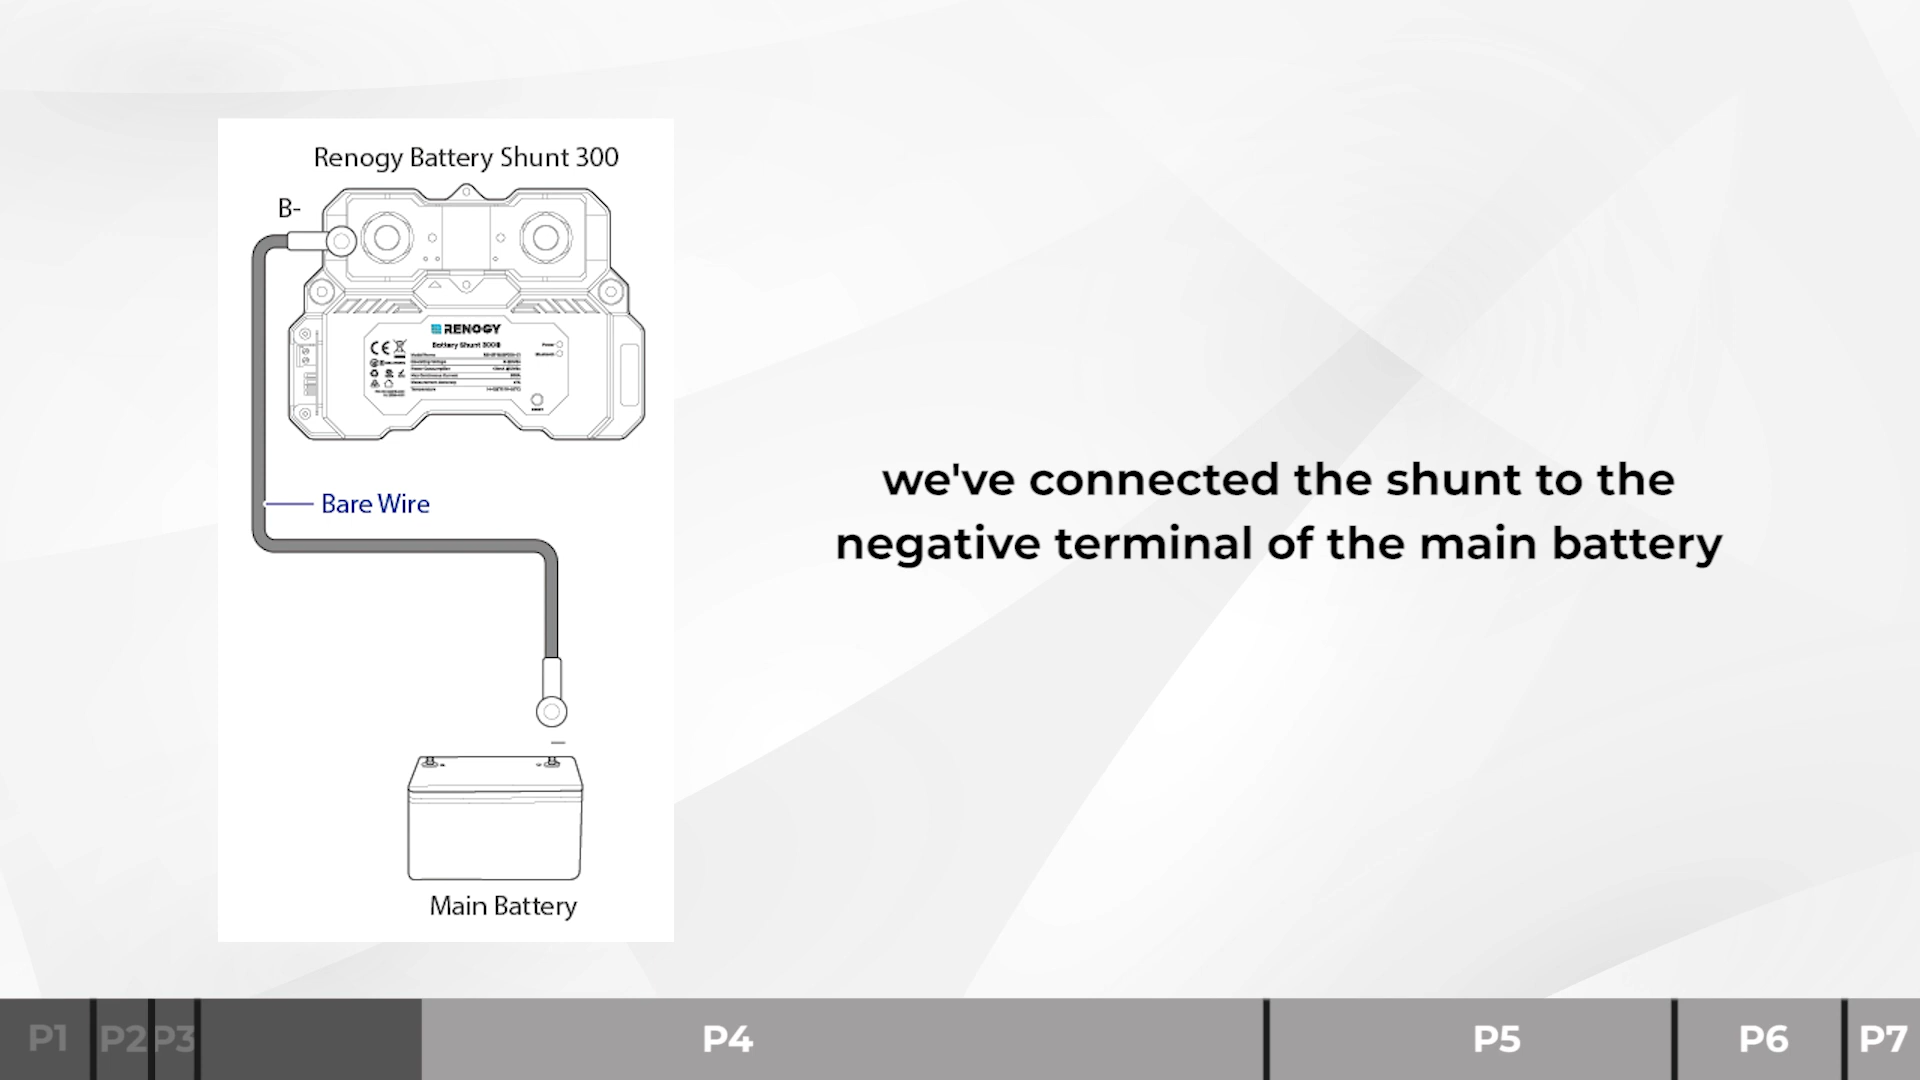 Renogy Battery Shunt 300
B-
RENOGY
Battery Shunt 300
CE
Bare Wire
we've connected the shunt to the
negative terminal of the main battery
Main Battery
P1 P2 P3 P4 P5 P6 P7